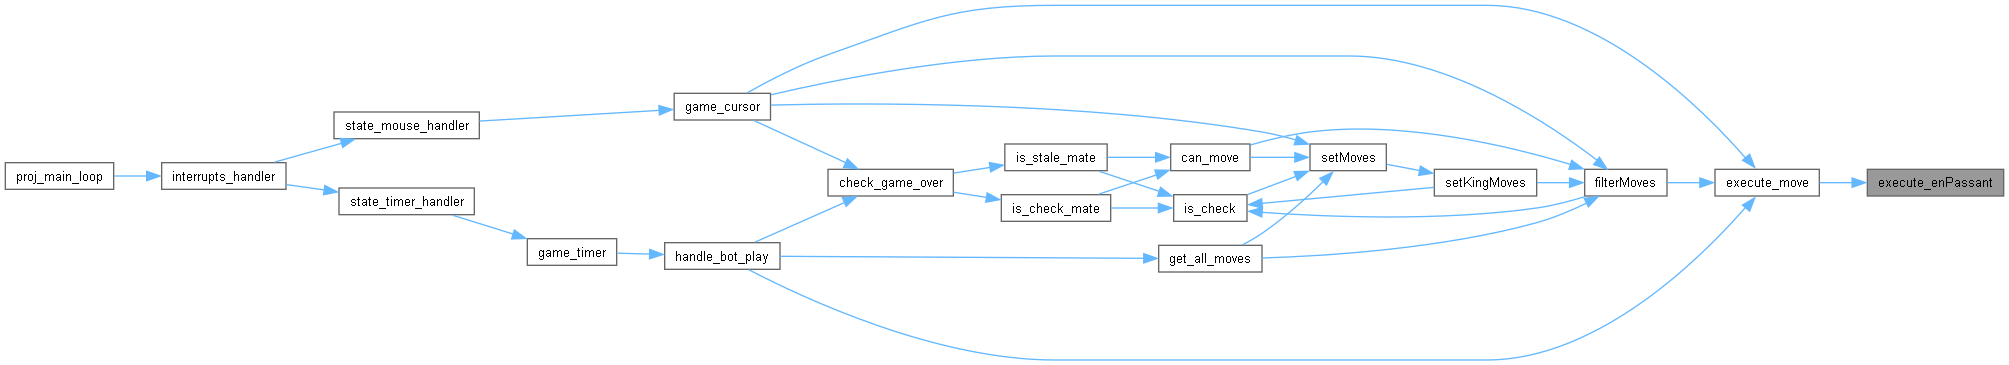 proj_main_loop
interrupts_handler
state_mouse_handler
state_timer_handler
game_cursor
game_timer
handle_bot_play
check_game_over
is_stale_mate
is_check_mate
can_move
is_check
get_all_moves
setMoves
setKingMoves
filterMoves
execute_move
execute_enPassant